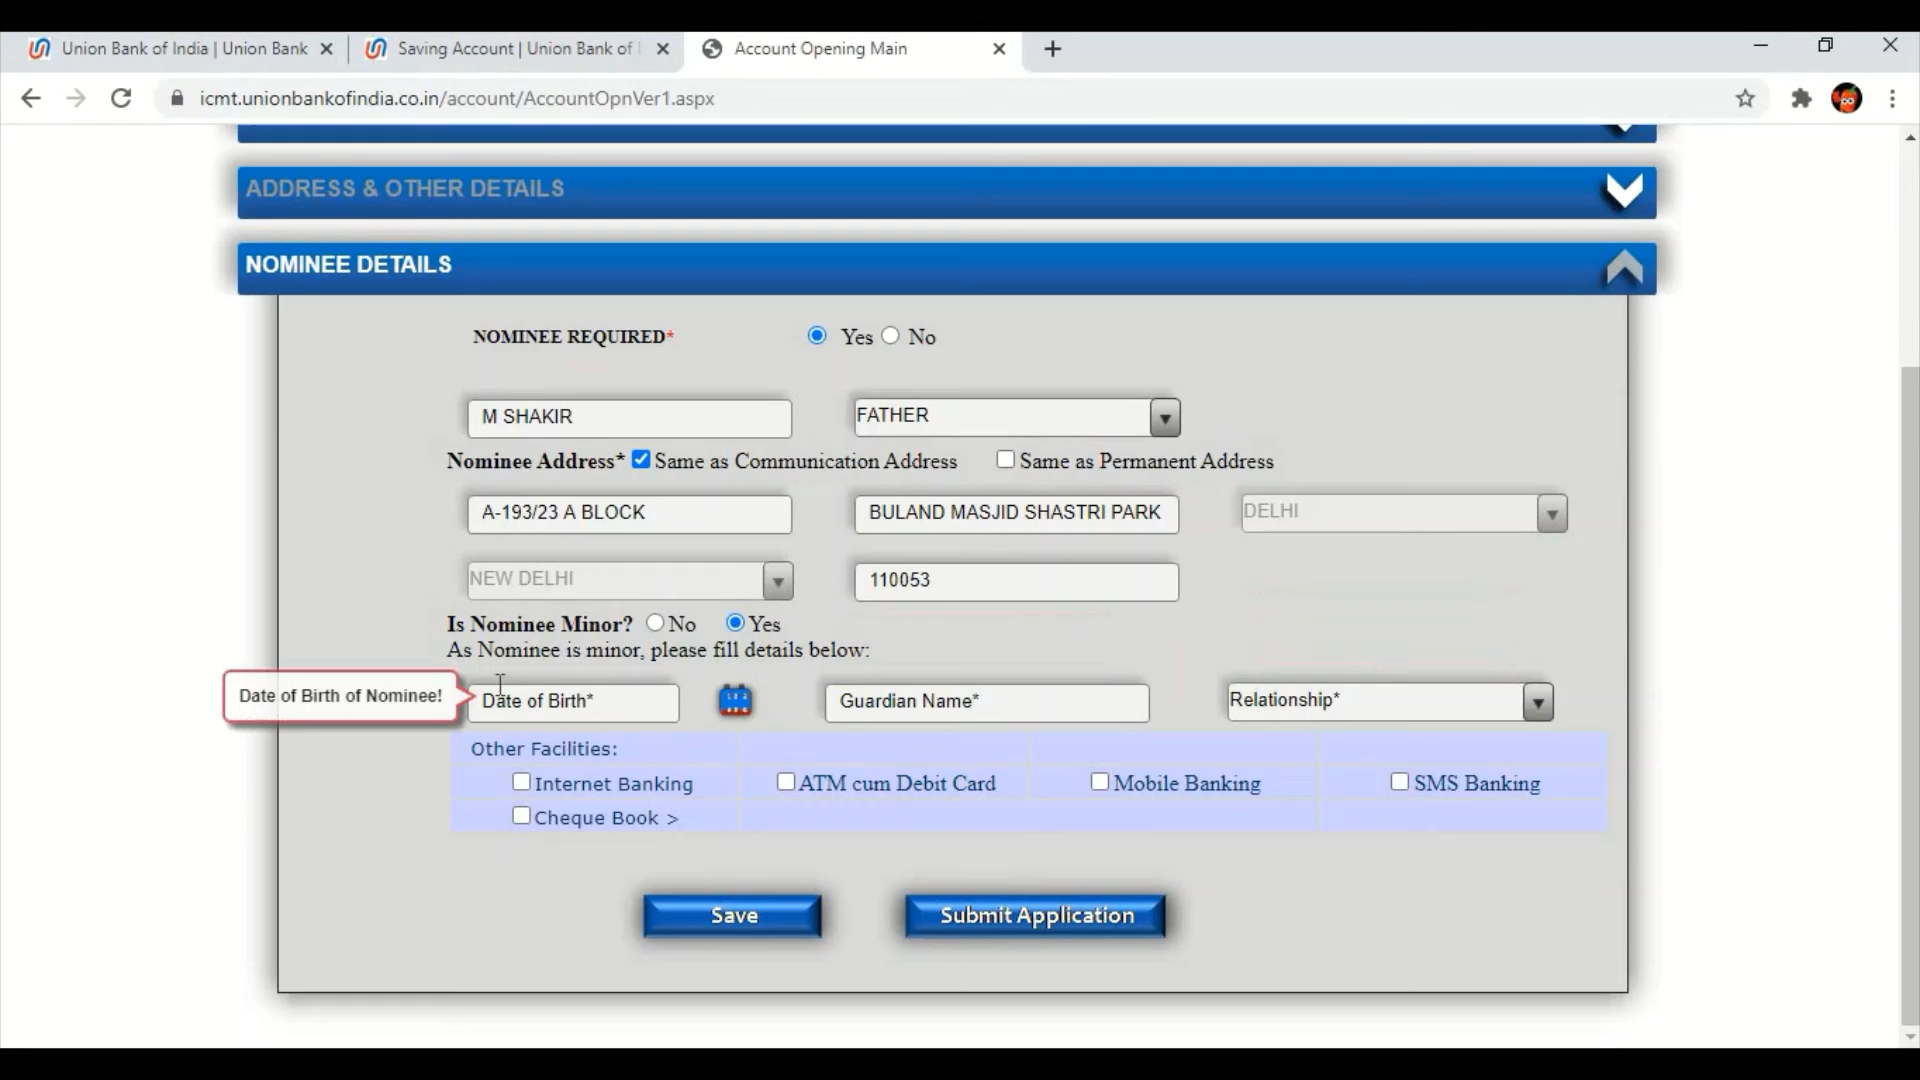 Union Bank of India | Union Bank
Saving Account | Union Bank of
Account Opening Main
icmt.unionbankofindia.co.in/account/AccountOpnVer1.aspx
ADDRESS & OTHER DETAILS
NOMINEE DETAILS
NOMINEE REQUIRED* Yes No
M SHAKIR FATHER
Nominee Address* Same as Communication Address Same as Permanent Address
A-193/23 A BLOCK BULAND MASJID SHASTRI PARK DELHI
NEW DELHI 110053
Is Nominee Minor? No Yes
As Nominee is minor, please fill details below:
Date of Birth of Nominee! Date of Birth* Guardian Name* Relationship*
Other Facilities:
Internet Banking ATM cum Debit Card Mobile Banking SMS Banking
Cheque Book >
Save Submit Application